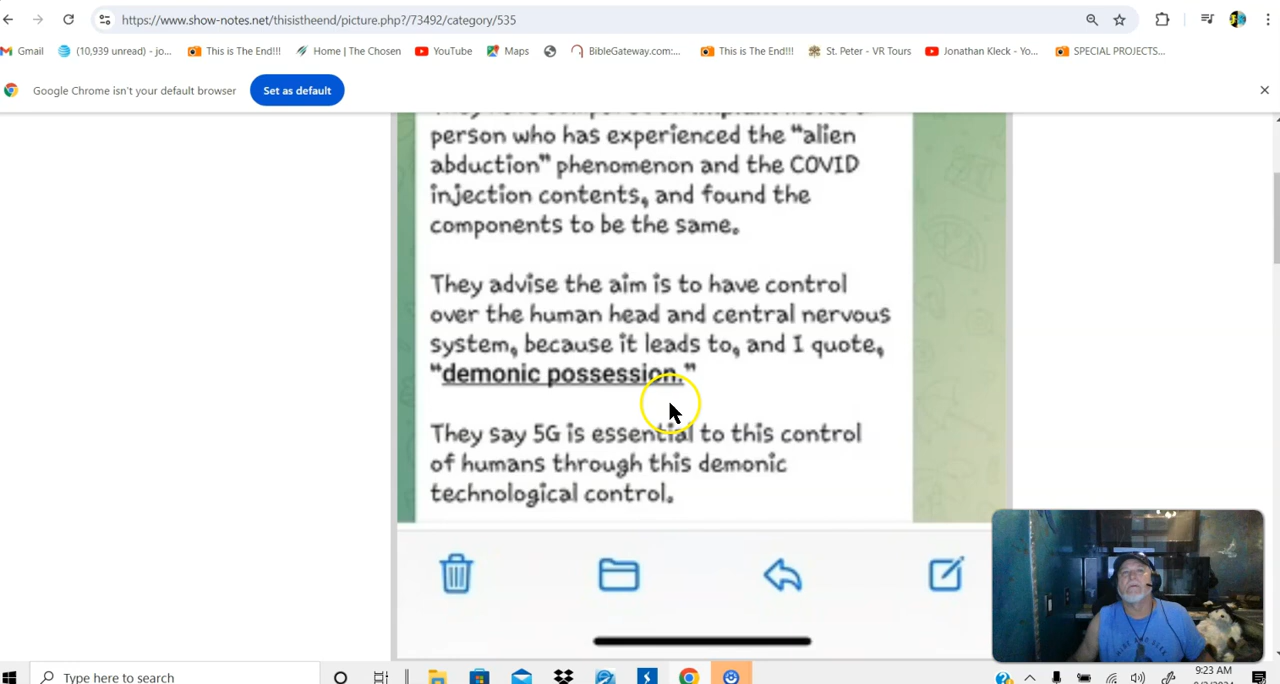 https://www.show-notes.net/thisistheend/picture.php?/73492/category/535
Gmail
(10,939 unread) - jo...
This is The End!!!
Home | The Chosen
YouTube
Maps
BibleGateway.com:...
This is The End!!!
St. Peter - VR Tours
Jonathan Kleck - Yo...
SPECIAL PROJECTS...
Google Chrome isn't your default browser
Set as default
person who has experienced the "alien
abduction" phenomenon and the COVID
injection contents, and found the
components to be the same.
They advise the aim is to have control
over the human head and central nervous
system, because it leads to, and I quote,
"demonic possession."
They say 5G is essential to this control
of humans through this demonic
technological control.
Type here to search
9:23 AM